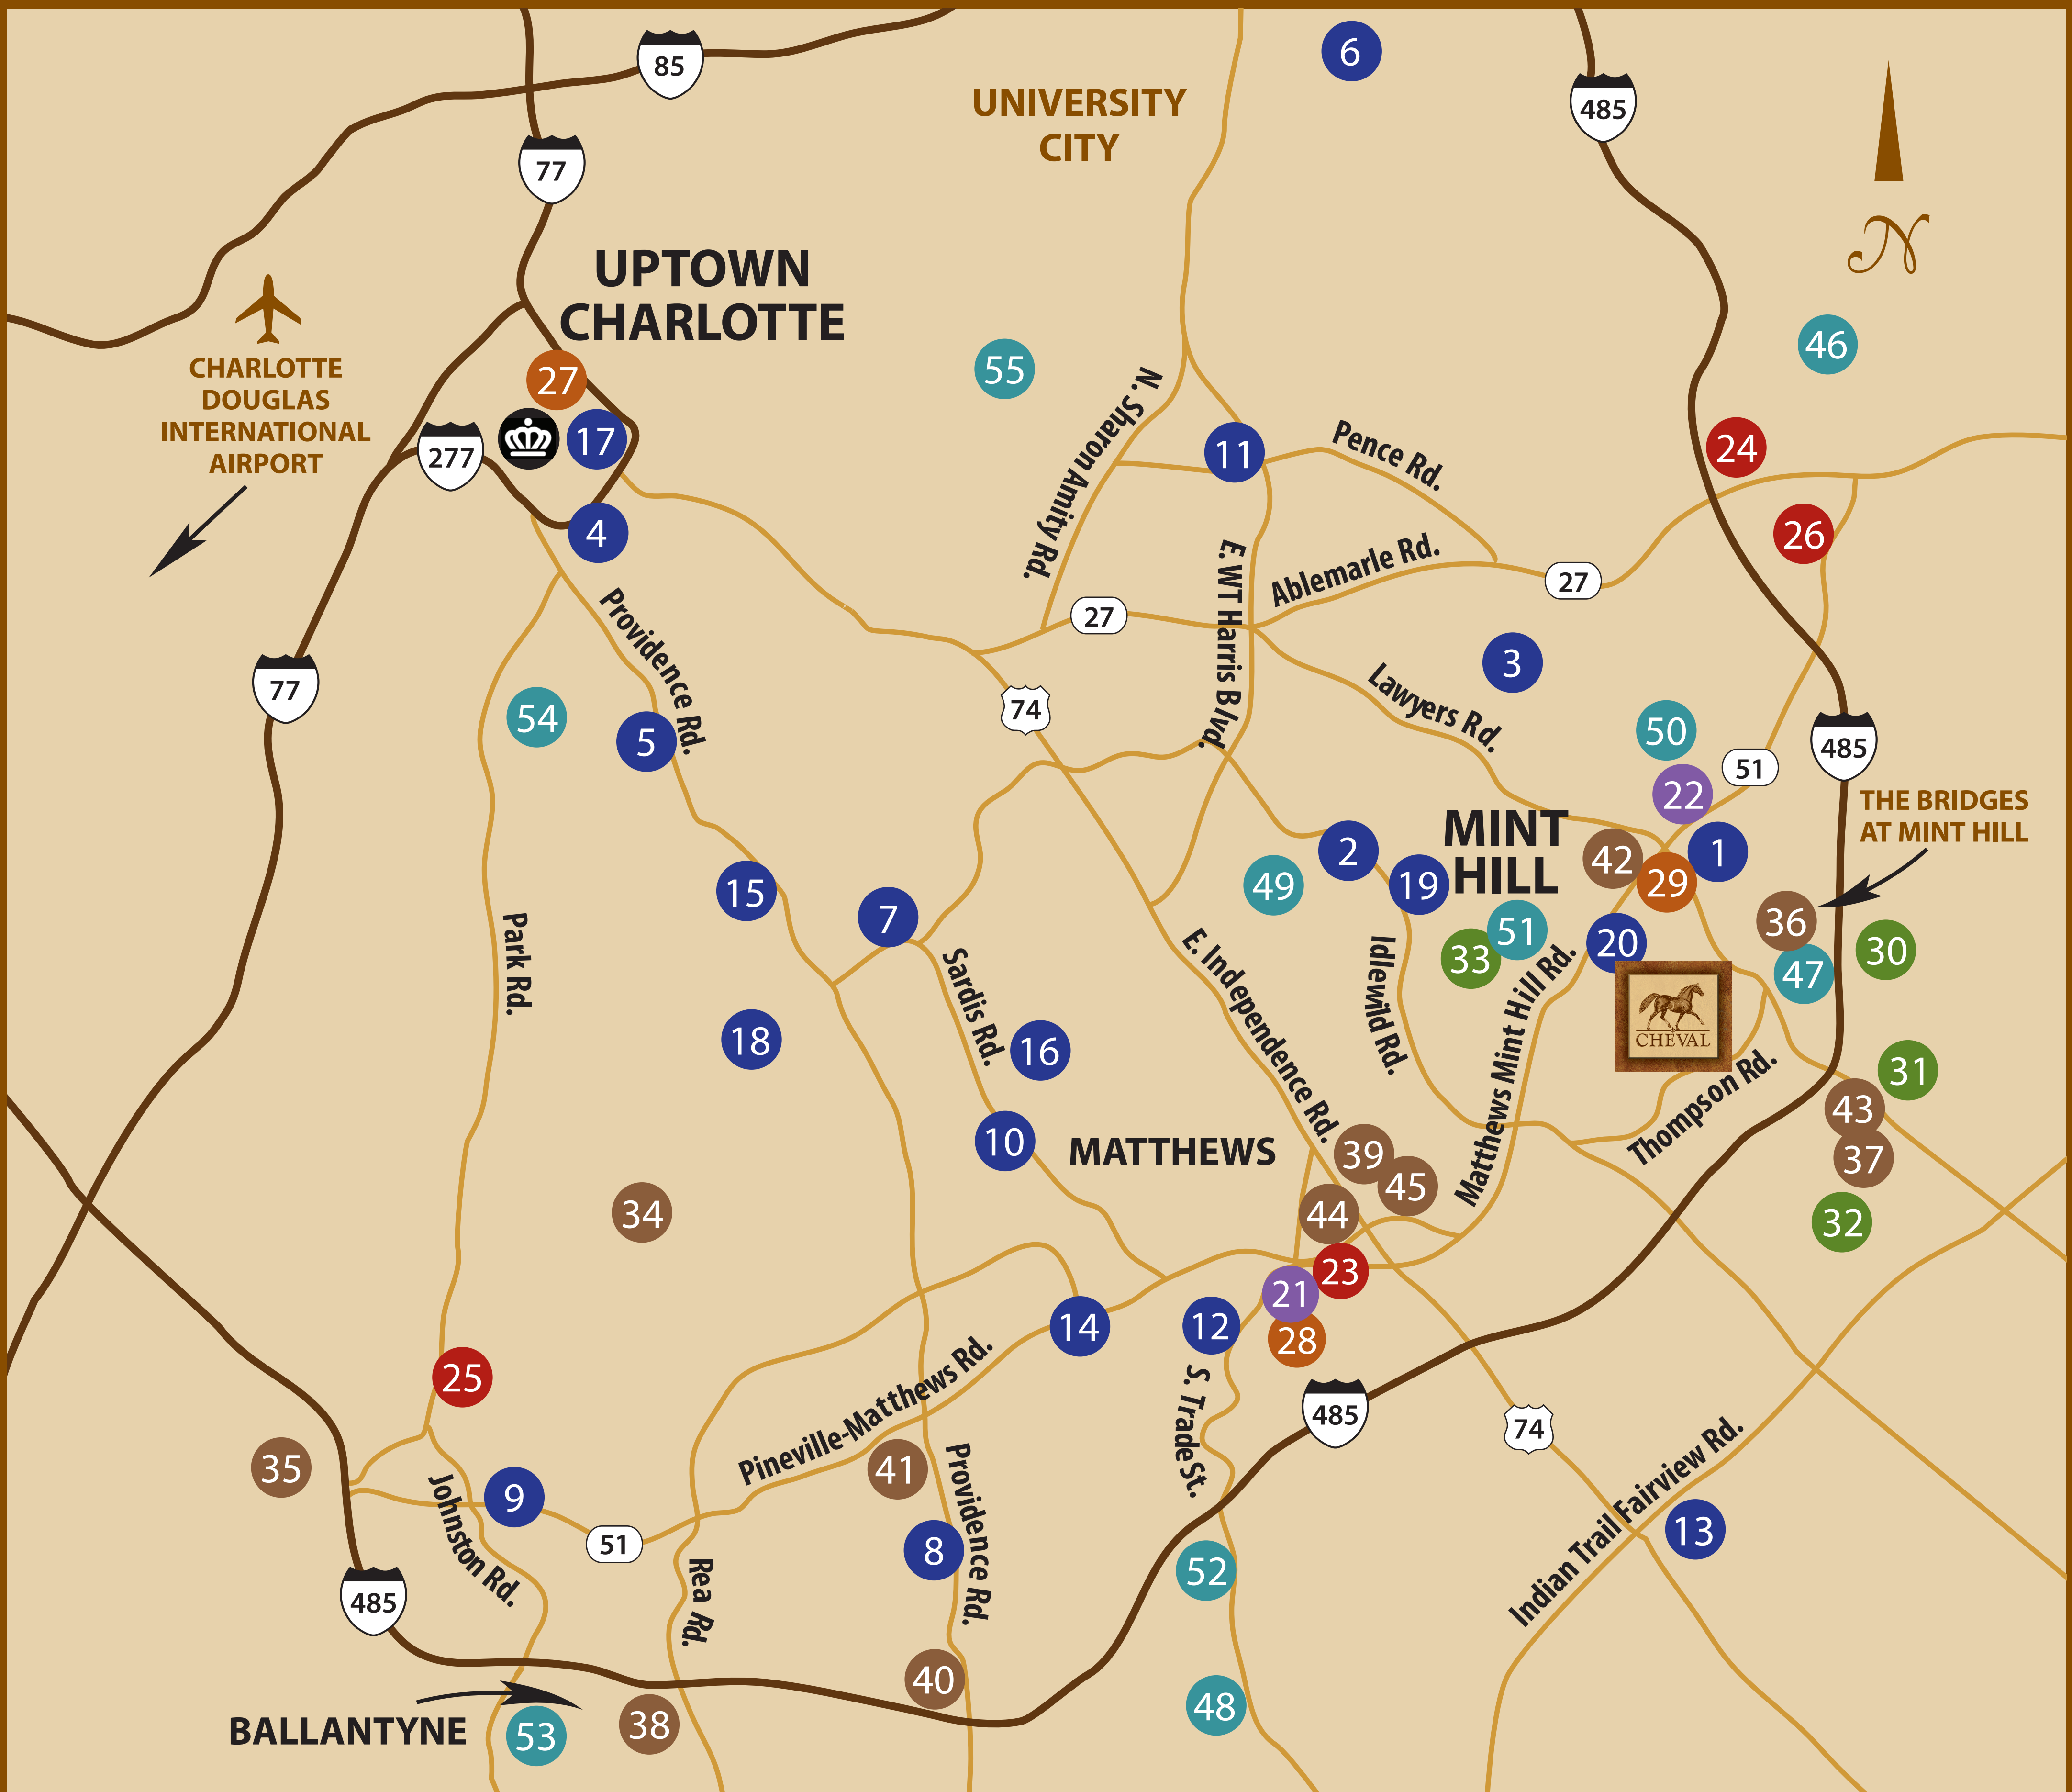 6
85
UNIVERSITY
CITY
485
77
N
UPTOWN
CHARLOTTE
46
CHARLOTTE
DOUGLAS
INTERNATIONAL
AIRPORT
55
27
N. Sharon Amity Rd.
17
277
11
Pence Rd.
24
4
26
E. WT Harris Blvd.
Ablemarle Rd.
27
27
Providence Rd.
3
77
54
5
74
Lawyers Rd.
50
485
51
22
THE BRIDGES
AT MINT HILL
MINT
HILL
2
42
1
15
49
19
29
7
36
Park Rd.
51
33
20
30
47
Sardis Rd.
E. Independence Rd.
Idlewild Rd.
Matthews Mint Hill Rd.
CHEVAL
18
16
31
Thompson Rd.
43
10
MATTHEWS
39
37
45
34
44
32
23
21
14
12
28
25
Pineville-Matthews Rd.
S. Trade St.
485
74
35
41
Indian Trail Fairview Rd.
9
Johnston Rd.
Providence Rd.
13
51
8
52
Rea Rd.
485
40
48
BALLANTYNE
53
38